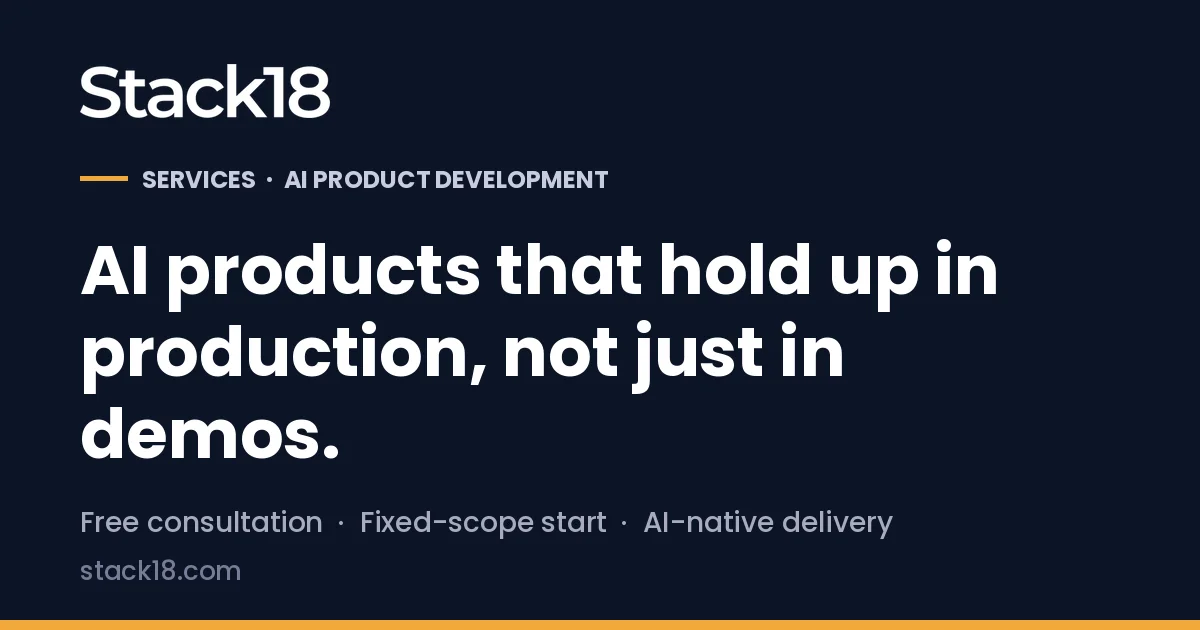 Stack18
SERVICES · AI PRODUCT DEVELOPMENT
AI products that hold up in
production, not just in
demos.
Free consultation · Fixed-scope start · AI-native delivery
stack18.com